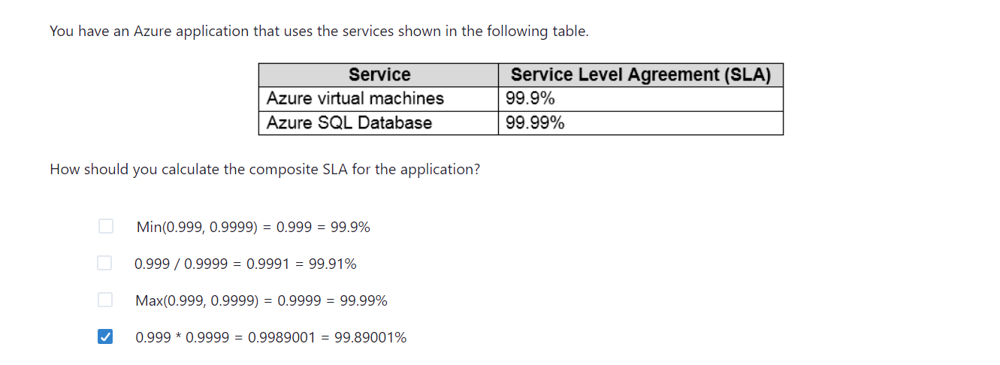 You have an Azure application that uses the services shown in the following table.
Service Service Level Agreement (SLA)
Azure virtual machines 99.9%
Azure SQL Database 99.99%
How should you calculate the composite SLA for the application?
Min(0.999, 0.9999) = 0.999 = 99.9%
0.999 / 0.9999 = 0.9991 = 99.91%
Max(0.999, 0.9999) = 0.9999 = 99.99%
0.999 * 0.9999 = 0.9989001 = 99.89001%